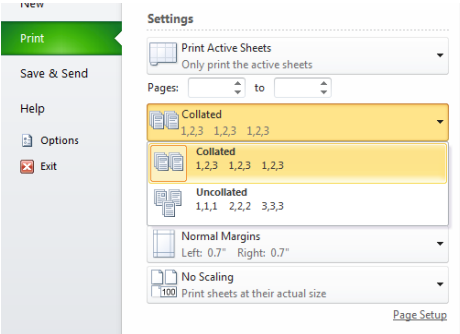 New
Settings
Print
Print Active Sheets
Only print the active sheets
Save & Send
Pages:
to
Help
Collated
1,2,3 1,2,3 1,2,3
Options
Collated
1,2,3 1,2,3 1,2,3
Exit
Uncollated
1,1,1 2,2,2 3,3,3
Normal Margins
Left: 0.7" Right: 0.7"
No Scaling
100
Print sheets at their actual size
Page Setup